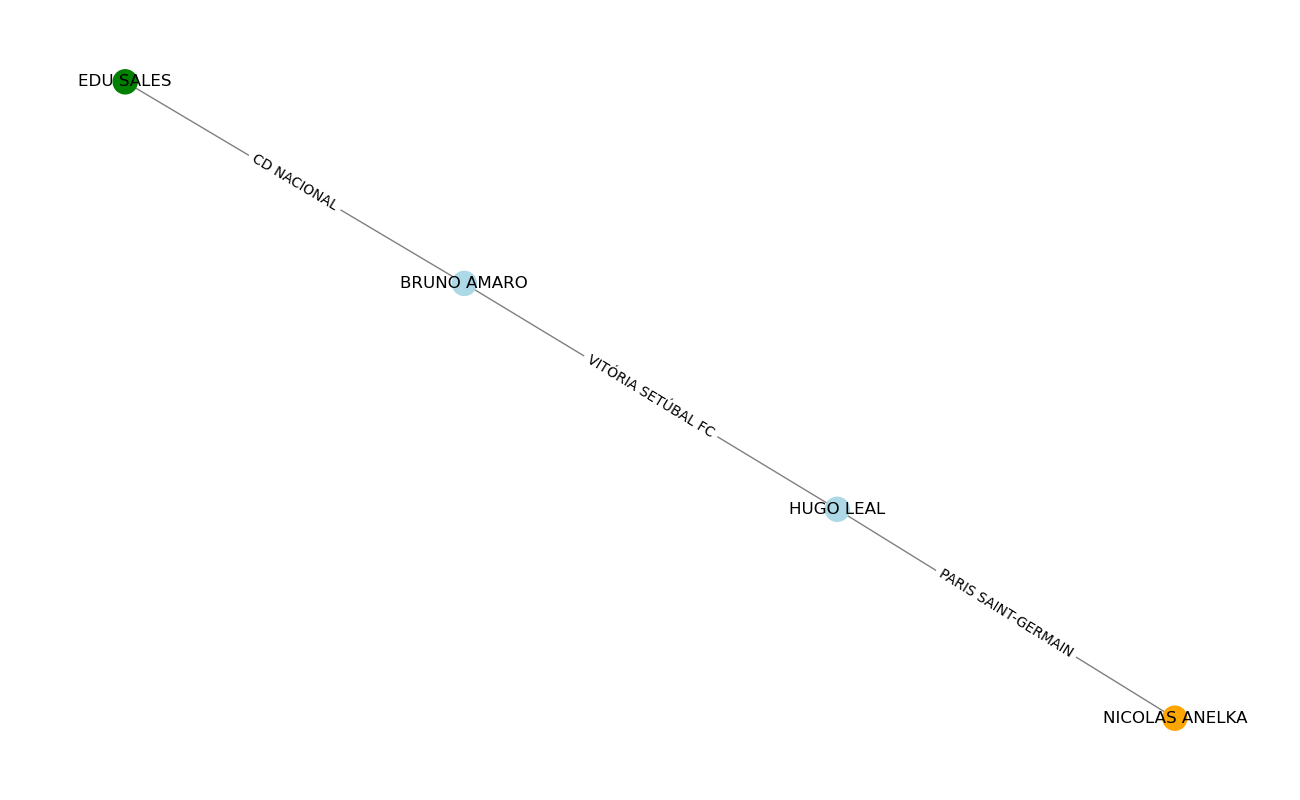 EDU SALES
CD NACIONAL
BRUNO AMARO
VITÓRIA SETÚBAL FC
HUGO LEAL
PARIS SAINT-GERMAIN
NICOLAS ANELKA